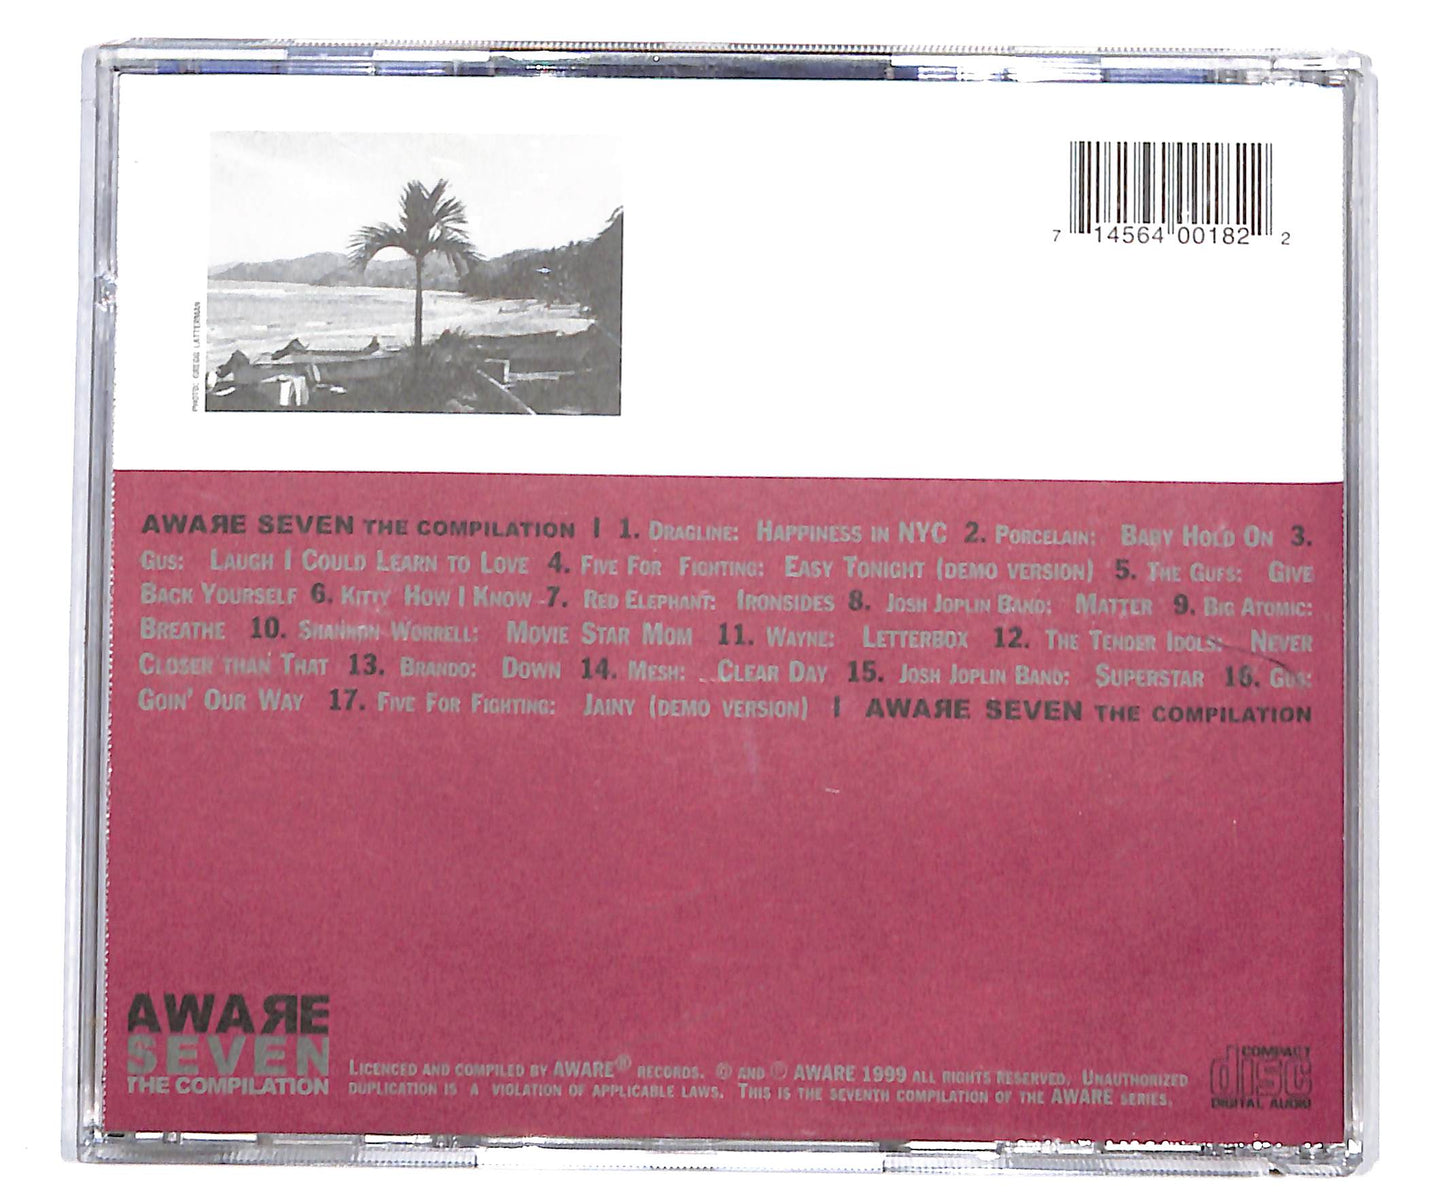 7 14564 00182 2
PHOTO: GREGG LATTERMAN
AWAЯE SEVEN THE COMPILATION | 1. DRAGLINE: HAPPINESS IN NYC 2. PORCELAIN: BABY HOLD ON 3.
GUS: LAUGH I COULD LEARN TO LOVE 4. FIVE FOR FIGHTING: EASY TONIGHT (DEMO VERSION) 5. THE GUFS: GIVE
BACK YOURSELF 6. KITTY HOW I KNOW 7. RED ELEPHANT: IRONSIDES 8. JOSH JOPLIN BAND: MATTER 9. BIG ATOMIC:
BREATHE 10. SHANNON WORRELL: MOVIE STAR MOM 11. WAYNE: LETTERBOX 12. THE TENDER IDOLS: NEVER
CLOSER THAN THAT 13. BRANDO: DOWN 14. MESH: CLEAR DAY 15. JOSH JOPLIN BAND: SUPERSTAR 16. GUS:
GOIN' OUR WAY 17. FIVE FOR FIGHTING: JAINY (DEMO VERSION) | AWAЯE SEVEN THE COMPILATION
AWAЯE
SEVEN
THE COMPILATION
LICENCED AND COMPILED BY AWARE® RECORDS. © AND ℗ AWARE 1999 ALL RIGHTS RESERVED, UNAUTHORIZED
DUPLICATION IS A VIOLATION OF APPLICABLE LAWS. THIS IS THE SEVENTH COMPILATION OF THE AWARE SERIES.
COMPACT
disc
DIGITAL AUDIO